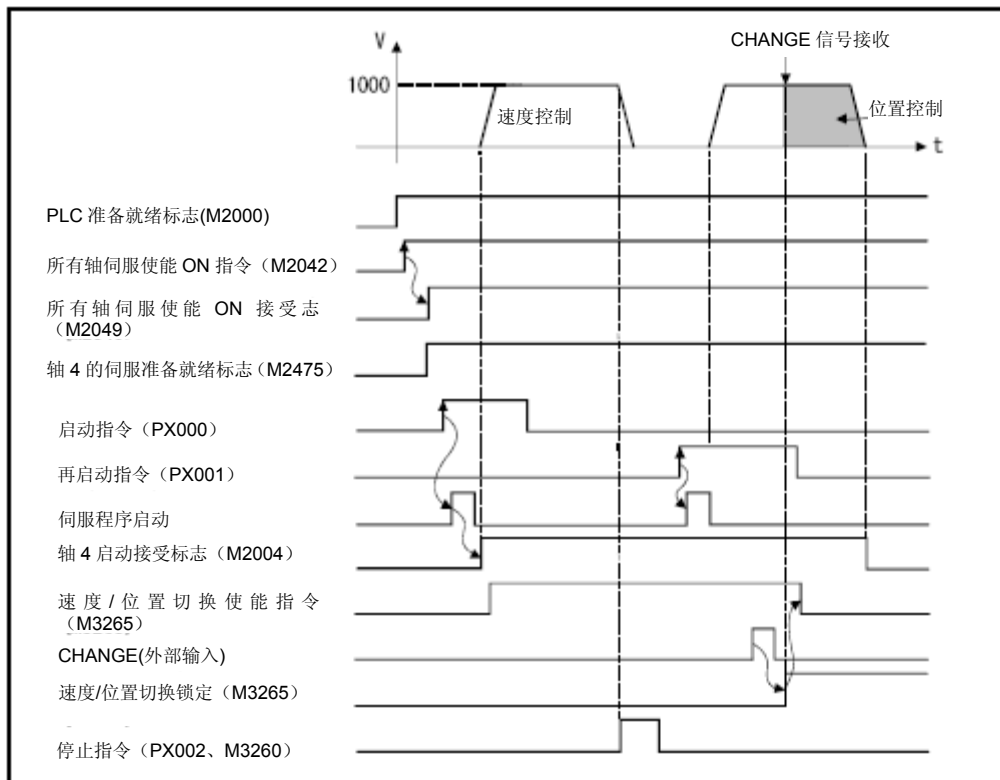 V
CHANGE 信号接收
1000
速度控制
位置控制
t
PLC 准备就绪标志(M2000)
所有轴伺服使能 ON 指令（M2042）
所有轴伺服使能 ON 接受志
（M2049）
轴 4 的伺服准备就绪标志（M2475）
启动指令（PX000）
再启动指令（PX001）
伺服程序启动
轴 4 启动接受标志（M2004）
速度/位置切换使能指令
（M3265）
CHANGE(外部输入)
速度/位置切换锁定（M3265）
停止指令（PX002、M3260）